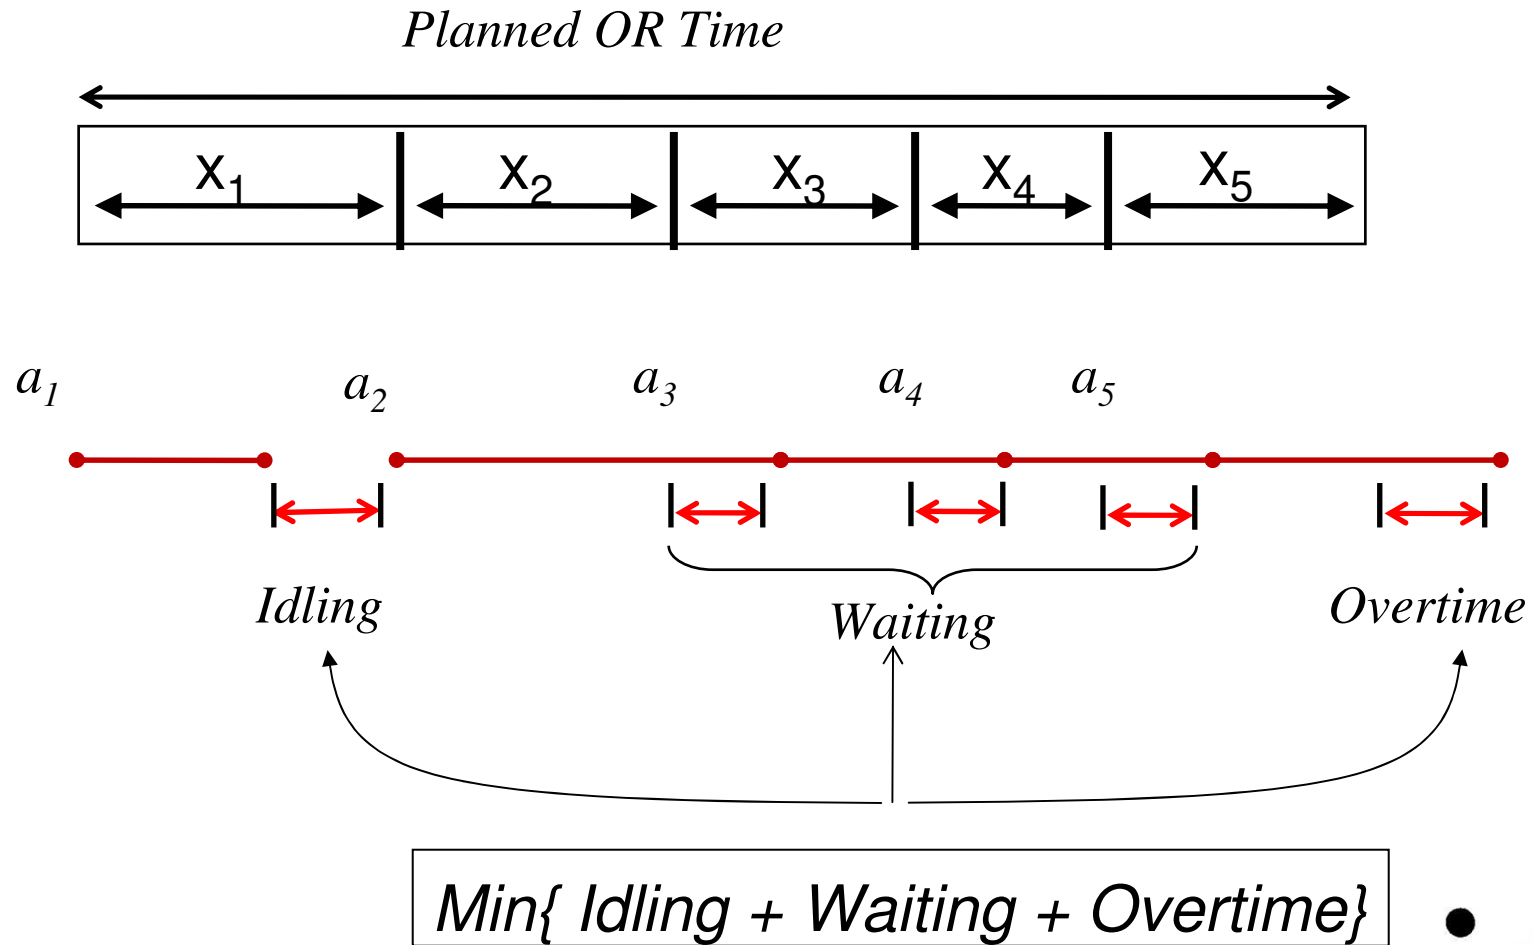 Planned OR Time
x1 x2 x3 x4 x5
a1 a2 a3 a4 a5
Idling Waiting Overtime
Min{ Idling + Waiting + Overtime}